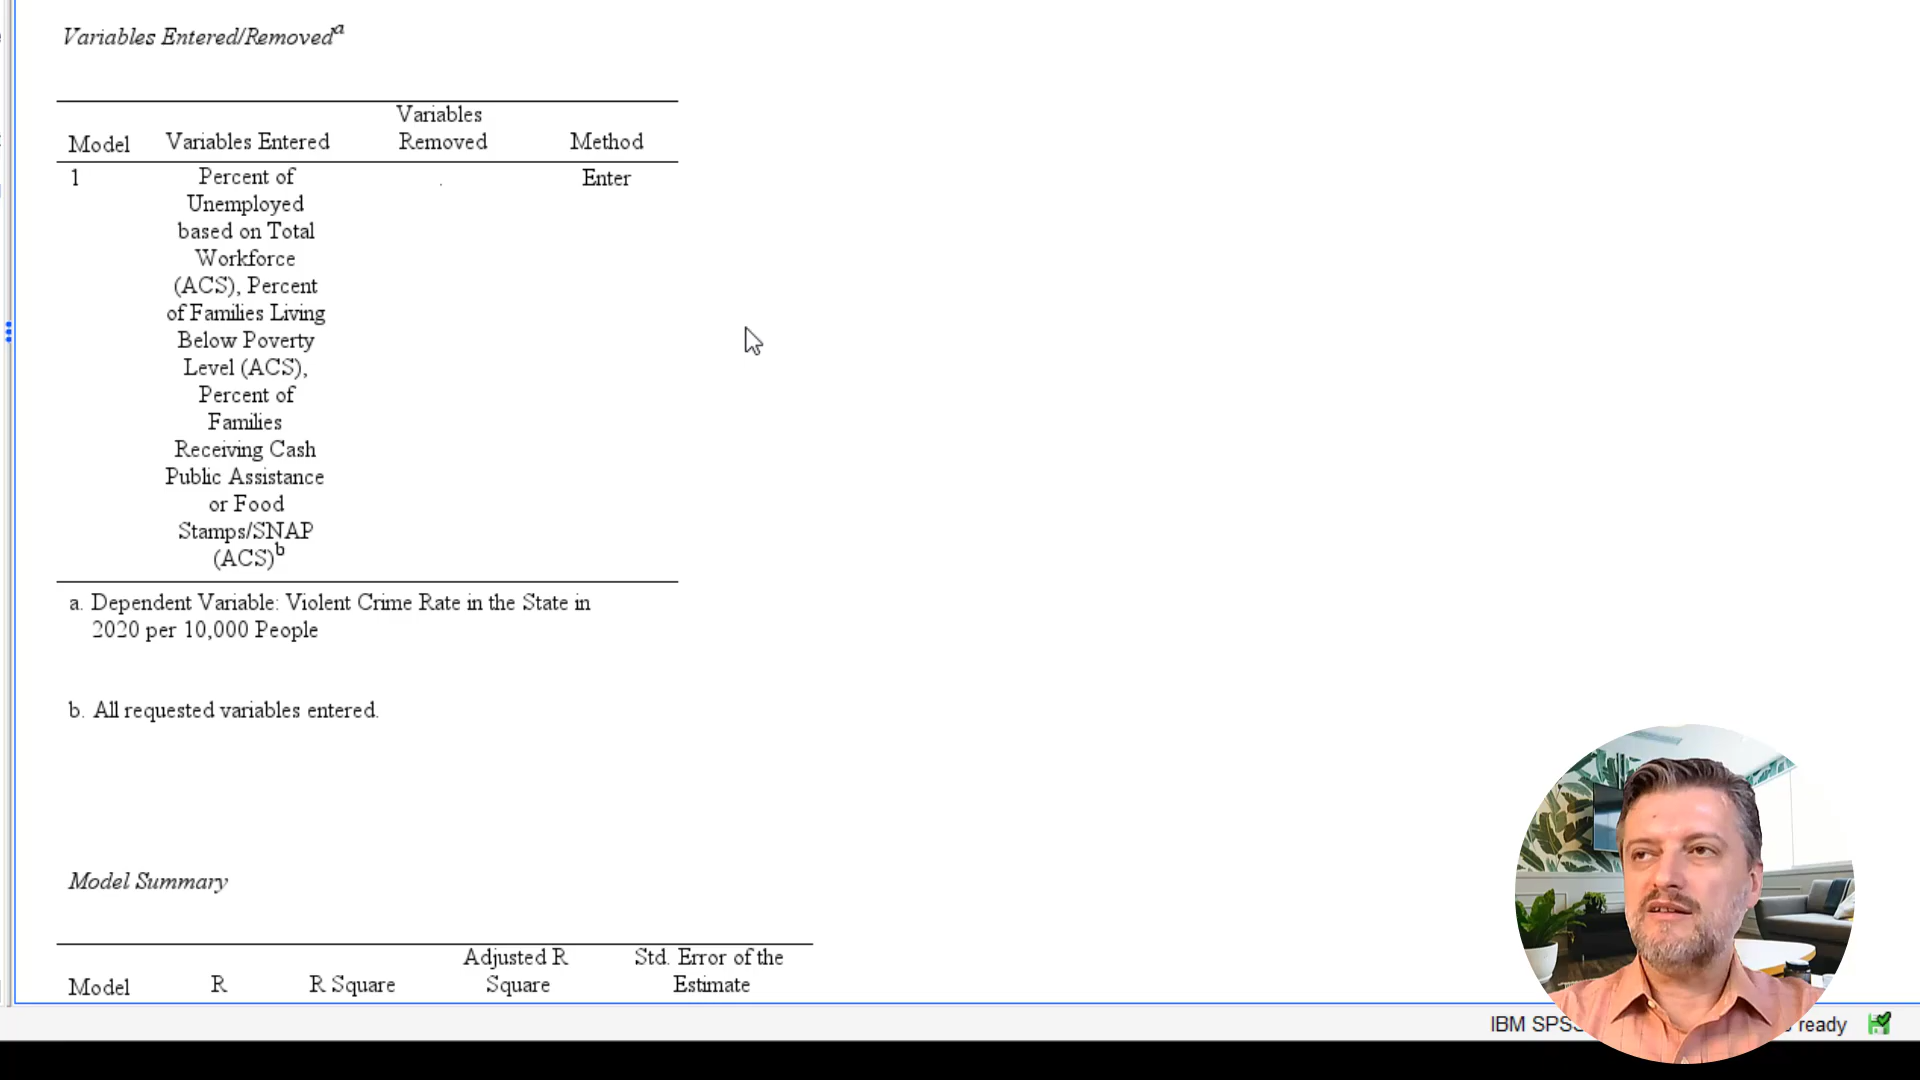 Variables Entered/Removedᵃ
Variables
Model Variables Entered Removed Method
1 Percent of . Enter
Unemployed
based on Total
Workforce
(ACS), Percent
of Families Living
Below Poverty
Level (ACS),
Percent of
Families
Receiving Cash
Public Assistance
or Food
Stamps/SNAP
(ACS)ᵇ
a. Dependent Variable: Violent Crime Rate in the State in
2020 per 10,000 People
b. All requested variables entered.
Model Summary
Adjusted R Std. Error of the
Model R R Square Square Estimate
IBM ready